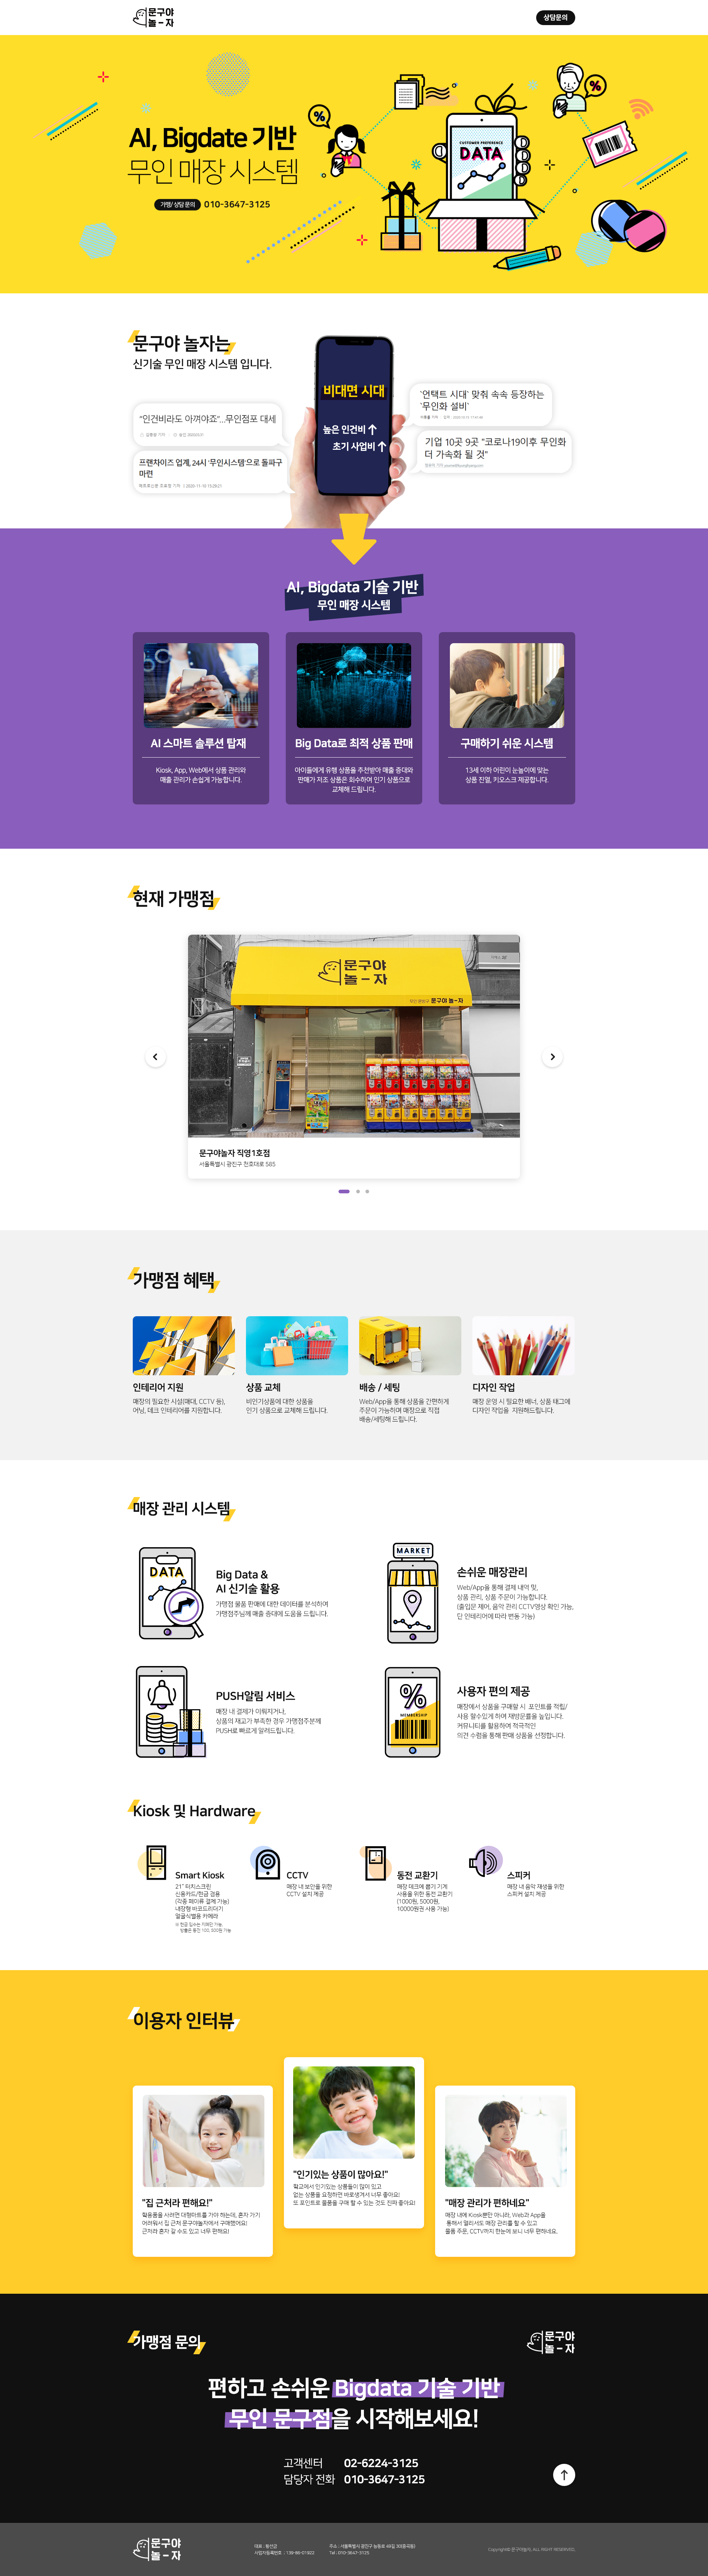 문구야
놀-자
상담문의
AI, Bigdate 기반
무인 매장 시스템
가맹/상담 문의 010-3647-3125
%
%
CUSTOMER PREFERENCE
DATA
문구야 놀자는
신기술 무인 매장 시스템 입니다.
"인건비라도 아껴야죠"...무인점포 대세
프랜차이즈 업계, 24시 '무인시스템'으로 돌파구
마련
비대면 시대
높은 인건비
초기 사업비
'언택트 시대' 맞춰 속속 등장하는
'무인화 설비'
기업 10곳 9곳 "코로나19이후 무인화
더 가속화 될 것"
AI, Bigdata 기술 기반
무인 매장 시스템
AI 스마트 솔루션 탑재
Kiosk, App, Web에서 상품 관리와
매출 관리가 손쉽게 가능합니다.
Big Data로 최적 상품 판매
아이들에게 유행 상품을 추천받아 매출 증대와
판매가 저조 상품은 회수하여 인기 상품으로
교체해 드립니다.
구매하기 쉬운 시스템
13세 이하 어린이 눈높이에 맞는
상품 진열, 키오스크 제공합니다.
현재 가맹점
문구야
놀-자
무인 문방구 문구야 놀-자
문구야놀자 직영1호점
서울특별시 광진구 천호대로 585
가맹점 혜택
인테리어 지원
매장의 필요한 시설(매대, CCTV 등),
어닝, 데크 인테리어를 지원합니다.
상품 교체
비인기상품에 대한 상품을
인기 상품으로 교체해 드립니다.
배송 / 세팅
Web/App을 통해 상품을 간편하게
주문이 가능하며 매장으로 직접
배송/세팅해 드립니다.
디자인 작업
매장 운영 시 필요한 배너, 상품 태그에
디자인 작업을 지원해드립니다.
매장 관리 시스템
DATA
Big Data &
AI 신기술 활용
가맹점 물품 판매에 대한 데이터를 분석하여
가맹점주님께 매출 증대에 도움을 드립니다.
MARKET
손쉬운 매장관리
Web/App을 통해 결제 내역 및,
상품 관리, 상품 주문이 가능합니다.
(출입문 제어, 음악 관리 CCTV영상 확인 가능,
단 인테리어에 따라 변동 가능)
PUSH알림 서비스
매장 내 결제가 이뤄지거나,
상품의 재고가 부족한 경우 가맹점주분께
PUSH로 빠르게 알려드립니다.
%
MEMBERSHIP
사용자 편의 제공
매장에서 상품을 구매할 시 포인트를 적립/
사용 할수있게 하여 재방문률을 높입니다.
커뮤니티를 활용하여 적극적인
의견 수렴을 통해 판매 상품을 선정합니다.
Kiosk 및 Hardware
Smart Kiosk
21" 터치스크린
신용카드/현금 겸용
(각종 페이류 결제 가능)
내장형 바코드리더기
얼굴식별용 카메라
CCTV
매장 내 보안을 위한
CCTV 설치 제공
동전 교환기
매장 데크에 뽑기 기계
사용을 위한 동전 교환기
(1000원, 5000원,
10000원권 사용 가능)
스피커
매장 내 음악 재생을 위한
스피커 설치 제공
이용자 인터뷰
"집 근처라 편해요!"
학용품을 사려면 대형마트를 가야 하는데, 혼자 가기
어려워서 집 근처 문구야놀자에서 구매했어요!
근처라 혼자 갈 수도 있고 너무 편해요!
"인기있는 상품이 많아요!"
학교에서 인기있는 상품들이 많이 있고
없는 상품을 요청하면 바로생겨서 너무 좋아요!
또 포인트로 물품을 구매 할 수 있는 것도 진짜 좋아요!
"매장 관리가 편하네요"
매장 내에 Kiosk뿐만 아니라, Web과 App을
통해서 멀리서도 매장 관리를 할 수 있고
물품 주문, CCTV까지 한눈에 보니 너무 편하네요.
가맹점 문의
문구야
놀-자
편하고 손쉬운 Bigdata 기술 기반
무인 문구점을 시작해보세요!
고객센터 02-6224-3125
담당자 전화 010-3647-3125
문구야
놀-자
Tel : 010-3647-3125
Copyright© 문구야놀자, ALL RIGHT RESERVED.